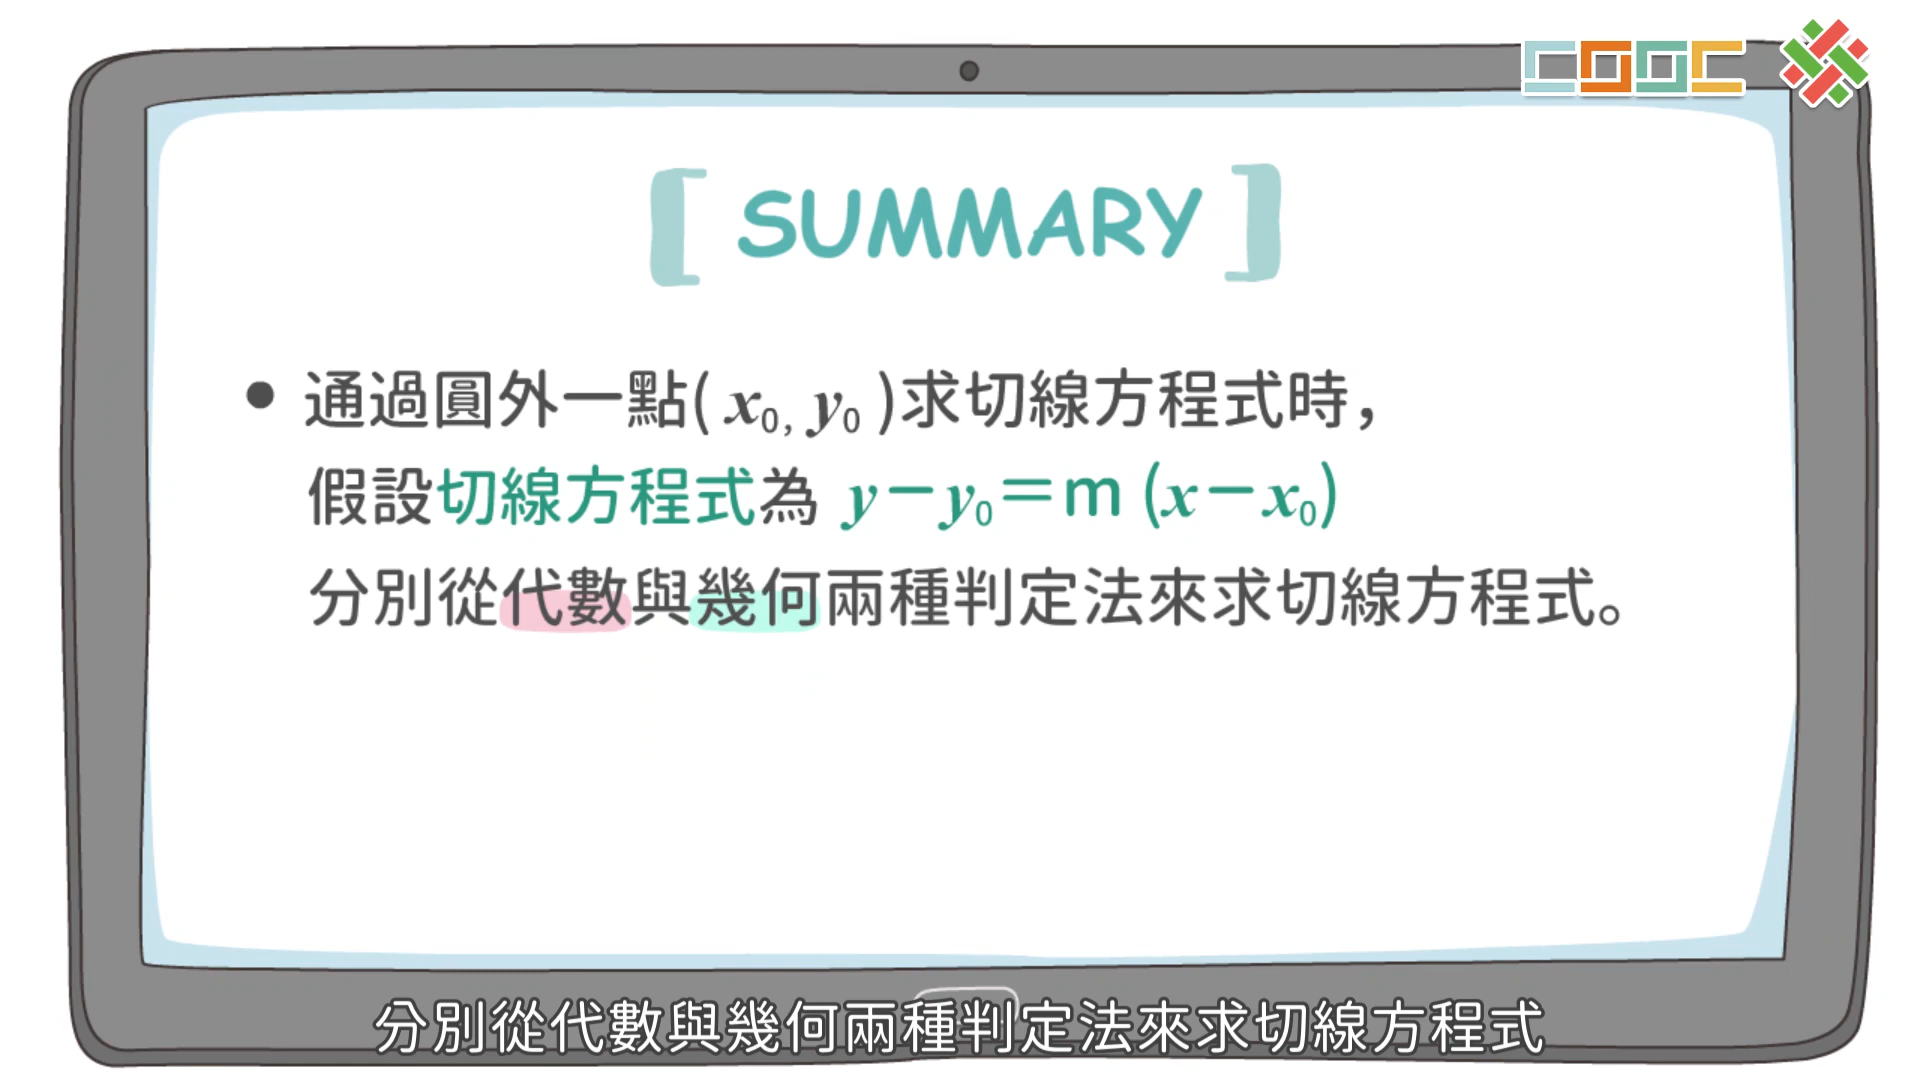 COOC
[ SUMMARY ]
• 通過圓外一點( x₀, y₀ )求切線方程式時，
假設切線方程式為 y－y₀＝m (x－x₀)
分別從代數與幾何兩種判定法來求切線方程式。
分別從代數與幾何兩種判定法來求切線方程式